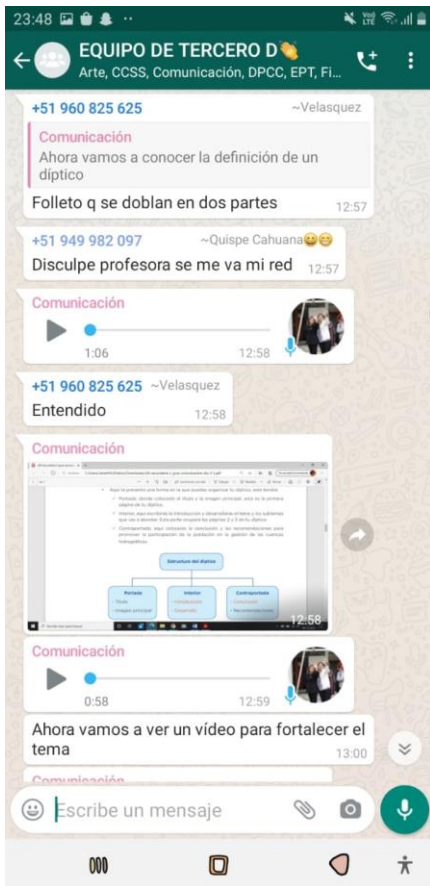 23:48
EQUIPO DE TERCERO D👏
Arte, CCSS, Comunicación, DPCC, EPT, Fi...
+51 960 825 625 ~Velasquez
Comunicación
Ahora vamos a conocer la definición de un
díptico
Folleto q se doblan en dos partes 12:57
+51 949 982 097 ~Quispe Cahuana😀😁
Disculpe profesora se me va mi red 12:57
Comunicación
1:06 12:58
+51 960 825 625 ~Velasquez
Entendido 12:58
Comunicación
Estructura del díptico
Portada Interior Contraportada
12:58
Comunicación
0:58 12:59
Ahora vamos a ver un vídeo para fortalecer el
tema 13:00
Comunicación
Escribe un mensaje